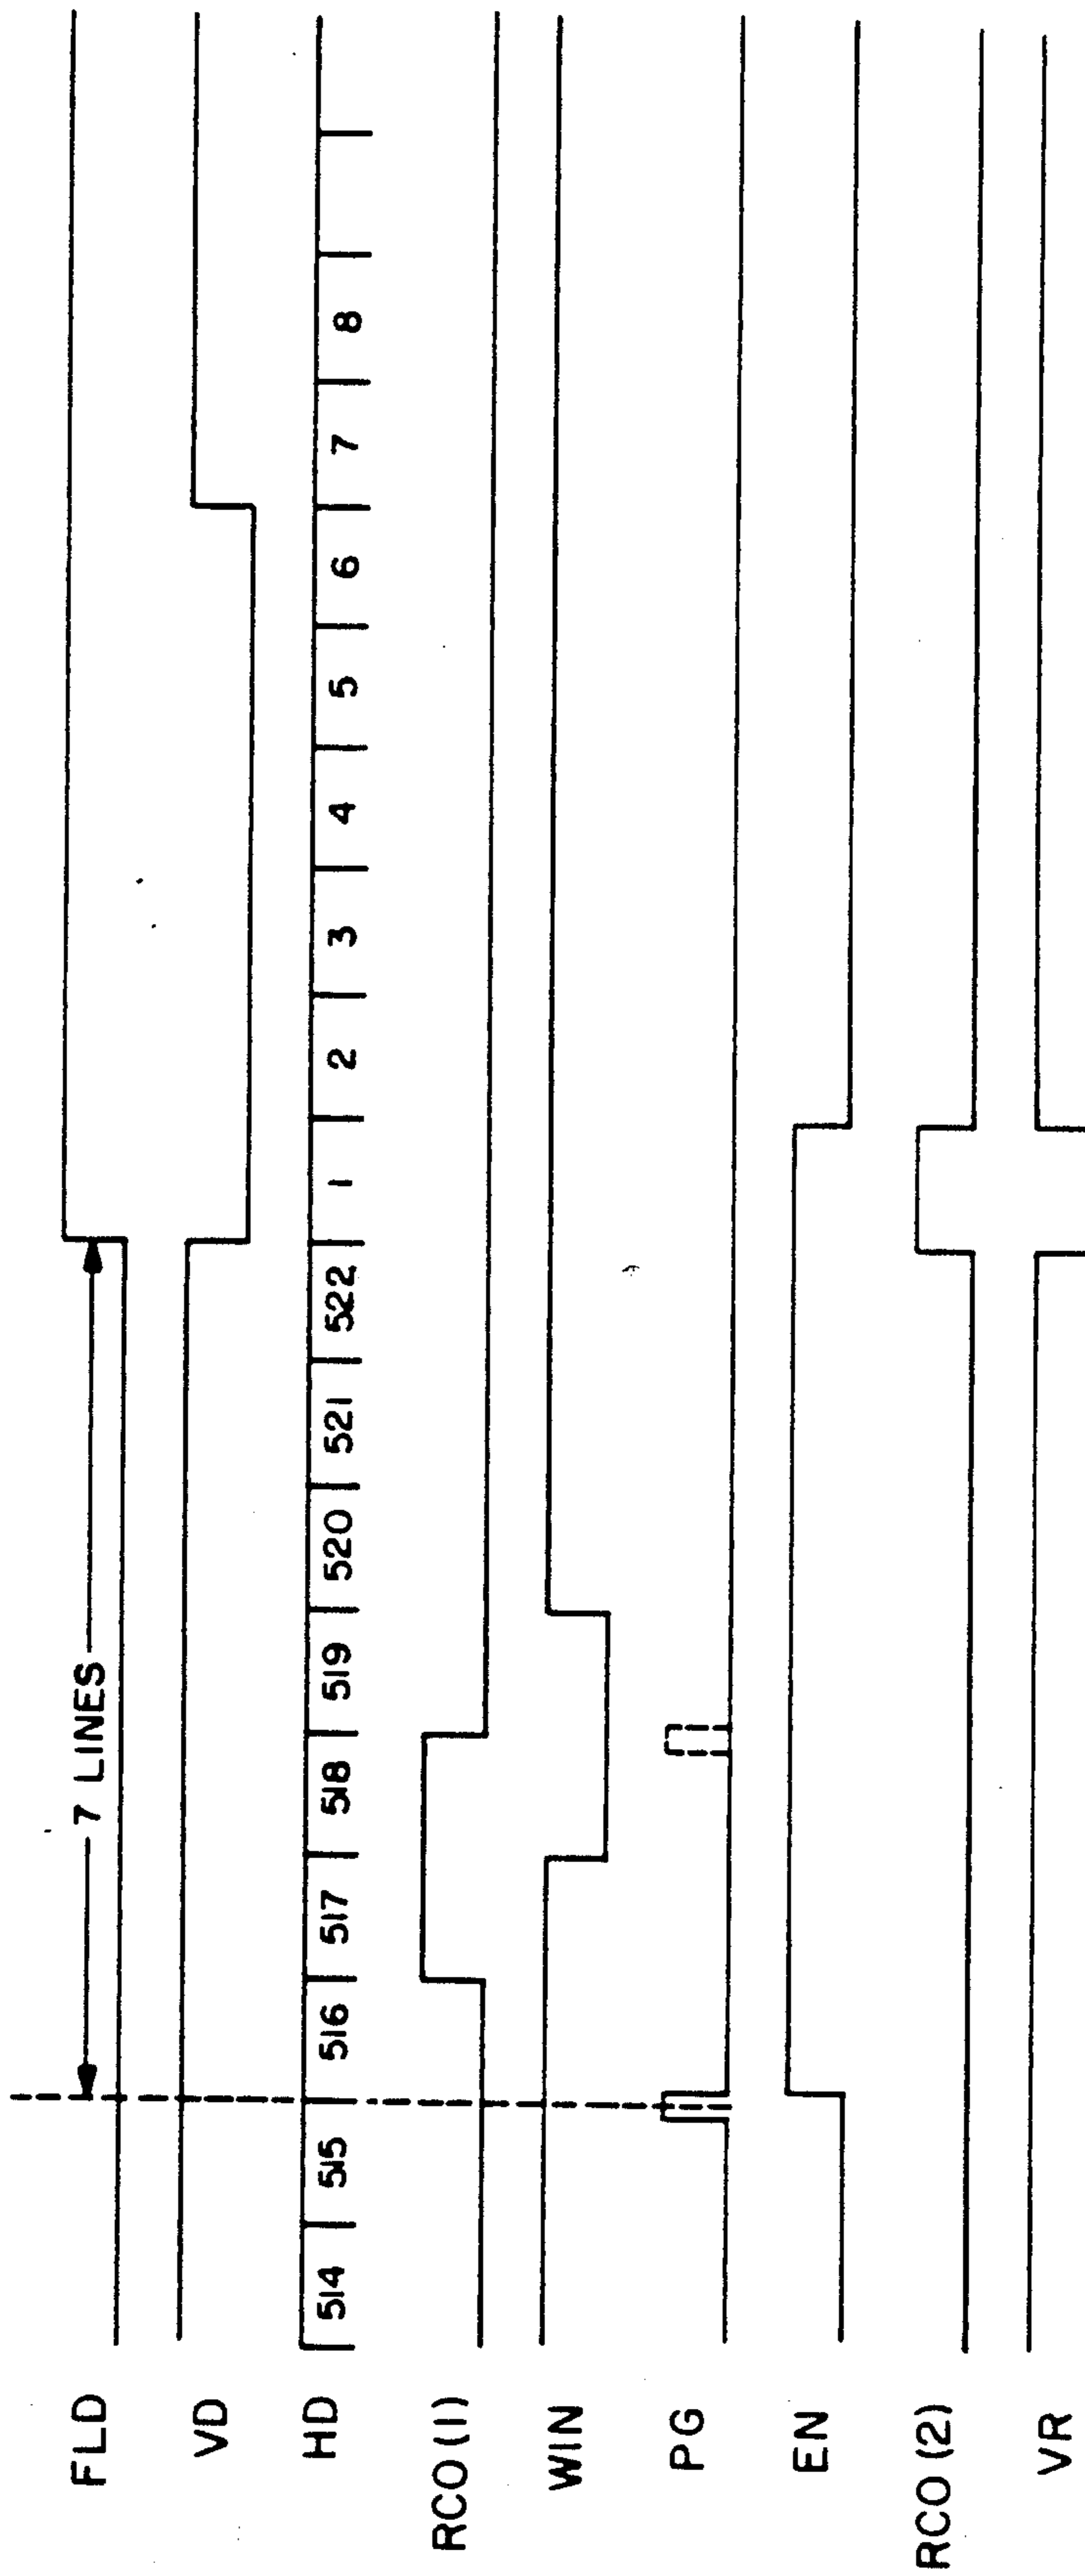 FLD
7 LINES
VD
HD
514 515 516 517 518 519 520 521 522 1 2 3 4 5 6 7 8
RCO (1)
WIN
PG
EN
RCO (2)
VR